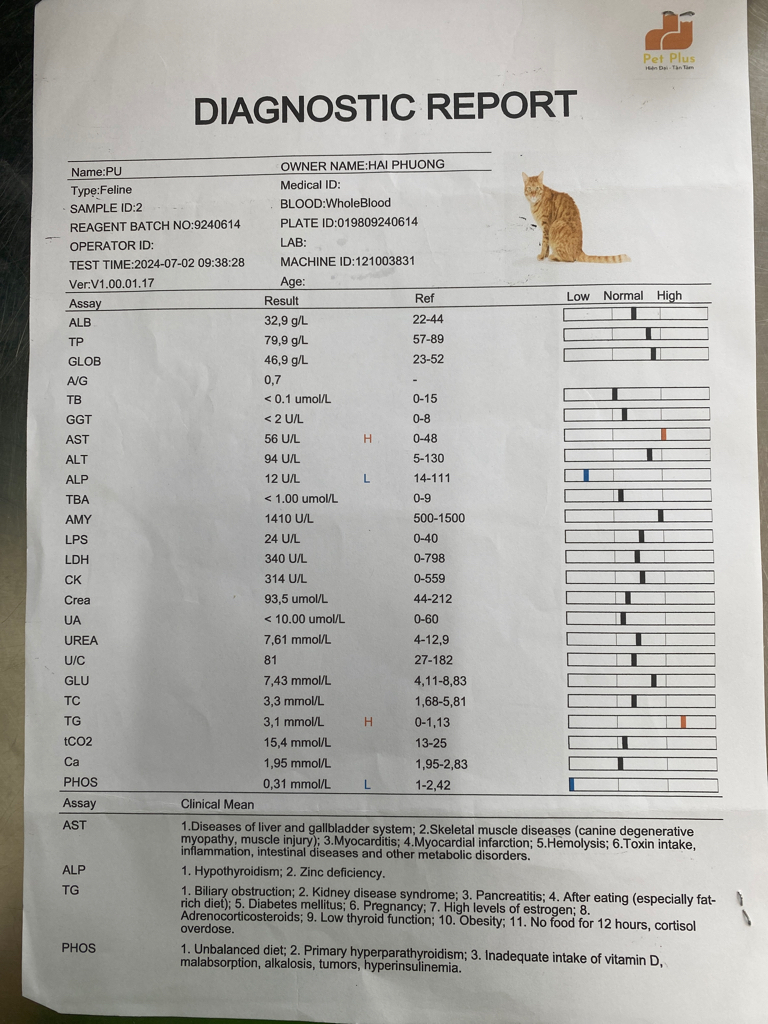 Pet Plus
Hiện Đại - Tận Tâm
DIAGNOSTIC REPORT
Name:PU OWNER NAME:HAI PHUONG
Type:Feline Medical ID:
SAMPLE ID:2 BLOOD:WholeBlood
REAGENT BATCH NO:9240614 PLATE ID:019809240614
OPERATOR ID: LAB:
TEST TIME:2024-07-02 09:38:28 MACHINE ID:121003831
Ver:V1.00.01.17 Age:
Assay Result Ref Low Normal High
ALB 32,9 g/L 22-44
TP 79,9 g/L 57-89
GLOB 46,9 g/L 23-52
A/G 0,7 -
TB < 0.1 umol/L 0-15
GGT < 2 U/L 0-8
AST 56 U/L H 0-48
ALT 94 U/L 5-130
ALP 12 U/L L 14-111
TBA < 1.00 umol/L 0-9
AMY 1410 U/L 500-1500
LPS 24 U/L 0-40
LDH 340 U/L 0-798
CK 314 U/L 0-559
Crea 93,5 umol/L 44-212
UA < 10.00 umol/L 0-60
UREA 7,61 mmol/L 4-12,9
U/C 81 27-182
GLU 7,43 mmol/L 4,11-8,83
TC 3,3 mmol/L 1,68-5,81
TG 3,1 mmol/L H 0-1,13
tCO2 15,4 mmol/L 13-25
Ca 1,95 mmol/L 1,95-2,83
PHOS 0,31 mmol/L L 1-2,42
Assay Clinical Mean
AST 1.Diseases of liver and gallbladder system; 2.Skeletal muscle diseases (canine degenerative
myopathy, muscle injury); 3.Myocarditis; 4.Myocardial infarction; 5.Hemolysis; 6.Toxin intake,
inflammation, intestinal diseases and other metabolic disorders.
ALP 1. Hypothyroidism; 2. Zinc deficiency.
TG 1. Biliary obstruction; 2. Kidney disease syndrome; 3. Pancreatitis; 4. After eating (especially fat-
rich diet); 5. Diabetes mellitus; 6. Pregnancy; 7. High levels of estrogen; 8.
Adrenocorticosteroids; 9. Low thyroid function; 10. Obesity; 11. No food for 12 hours, cortisol
overdose.
PHOS 1. Unbalanced diet; 2. Primary hyperparathyroidism; 3. Inadequate intake of vitamin D,
malabsorption, alkalosis, tumors, hyperinsulinemia.